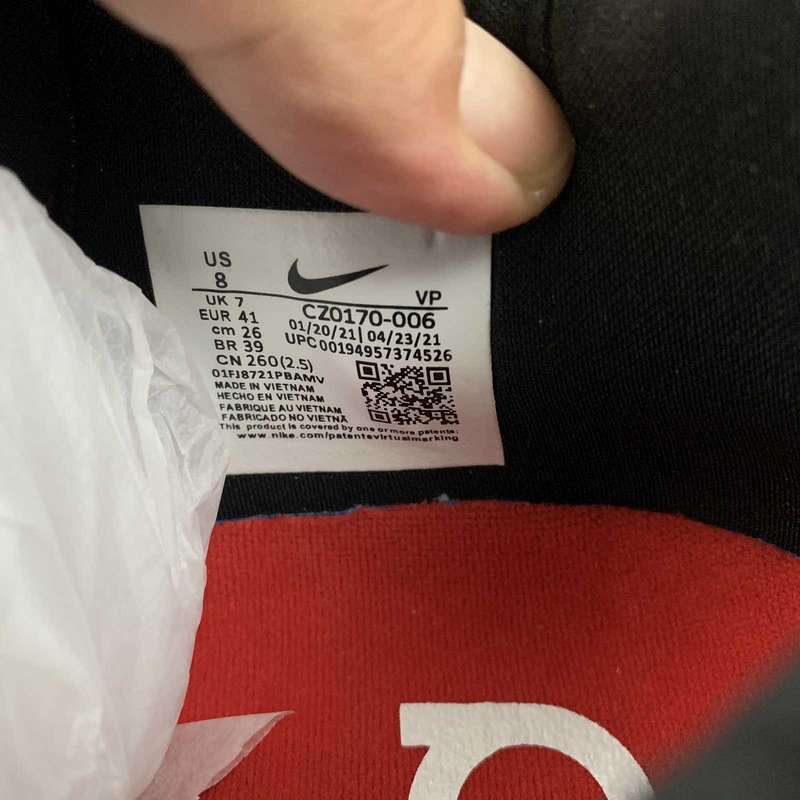 US
8
VP
UK 7
EUR 41
cm 26
BR 39
CN 260(2.5)
CZ0170-006
01/20/21| 04/23/21
UPC 00194957374526
01FJ8721PBAMV
MADE IN VIETNAM
HECHO EN VIETNAM
FABRIQUE AU VIETNAM
FABRICADO NO VIETNÃ
This product is covered by one or more patents:
www.nike.com/patentsvirtualmarking